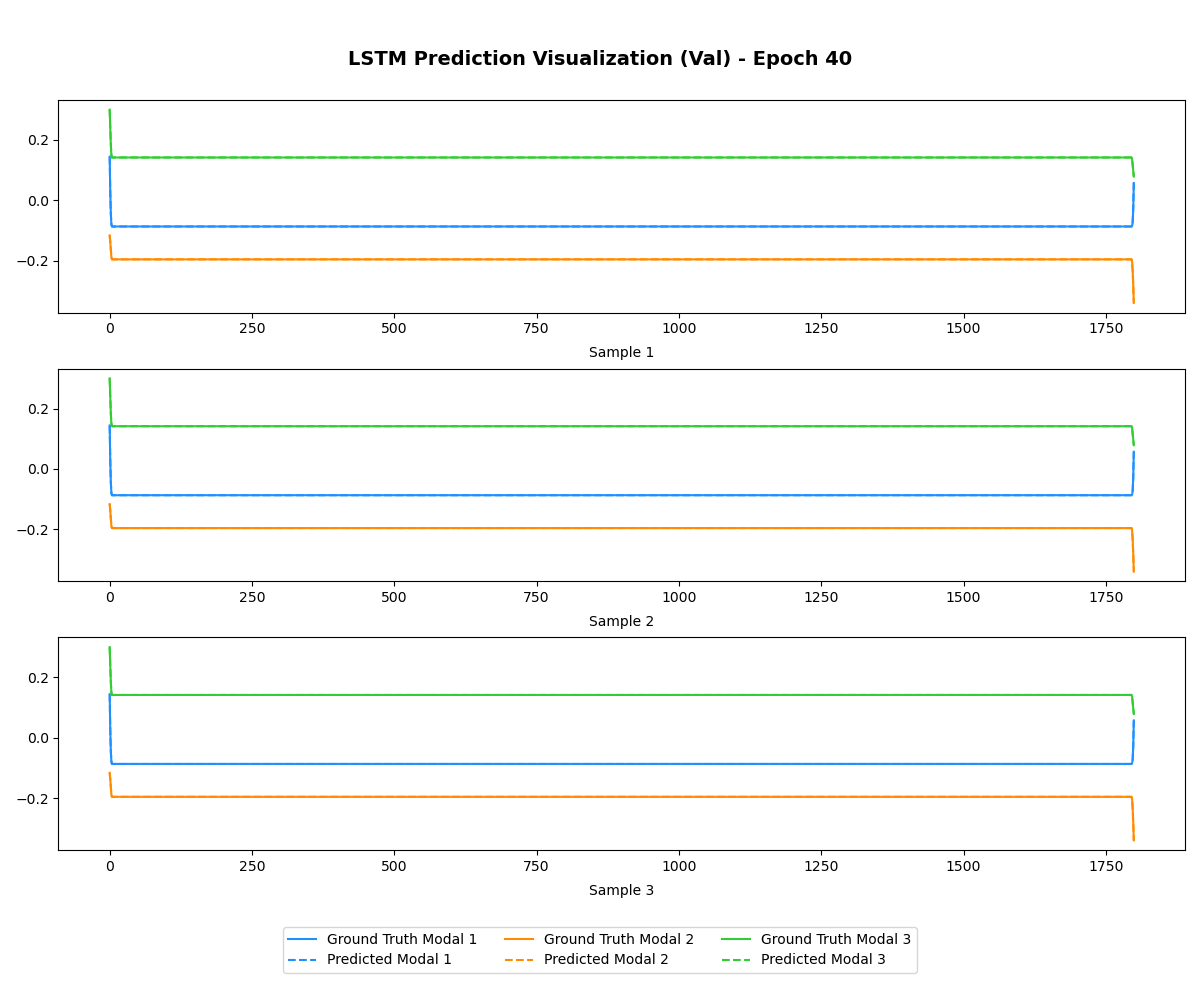 LSTM Prediction Visualization (Val) - Epoch 40
0.2
0.0
−0.2
0 250 500 750 1000 1250 1500 1750
Sample 1
0.2
0.0
−0.2
0 250 500 750 1000 1250 1500 1750
Sample 2
0.2
0.0
−0.2
0 250 500 750 1000 1250 1500 1750
Sample 3
Ground Truth Modal 1 Ground Truth Modal 2 Ground Truth Modal 3
Predicted Modal 1 Predicted Modal 2 Predicted Modal 3